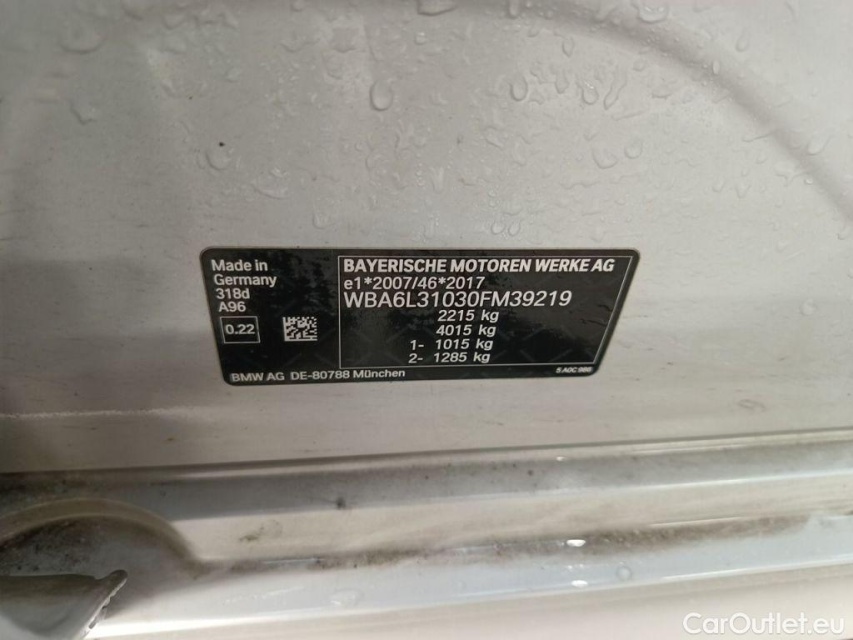 Made in
Germany
318d
A96
0.22
BAYERISCHE MOTOREN WERKE AG
e1*2007/46*2017
WBA6L31030FM39219
2215 kg
4015 kg
1- 1015 kg
2- 1285 kg
BMW AG DE-80788 München
CarOutlet.eu